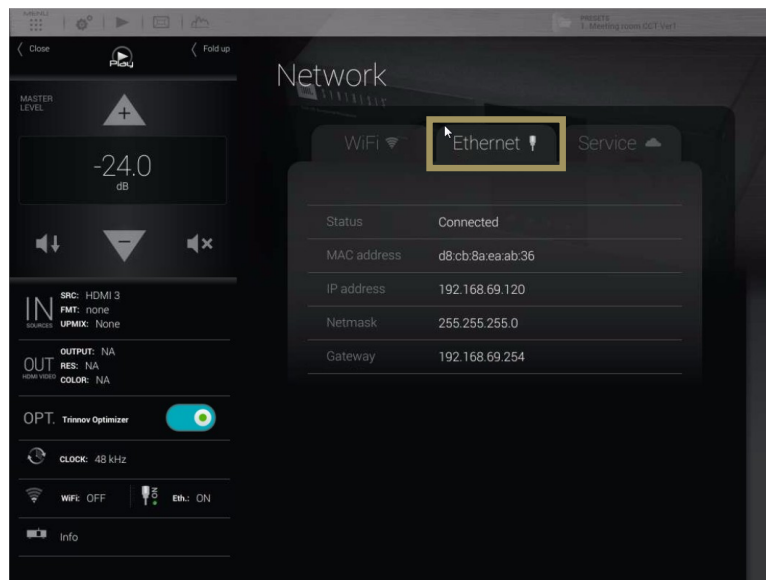 MENU
PRESETS
1. Meeting room CCT Ver1
Close
Play
Fold up
MASTER
LEVEL
+
-24.0
dB
-
IN
SOURCES
SRC: HDMI 3
FMT: none
UPMIX: None
OUT
HDMI VIDEO
OUTPUT: NA
RES: NA
COLOR: NA
OPT. Trinnov Optimizer
CLOCK: 48 kHz
WiFi: OFF
ON
Eth.: ON
Info
Network
WiFi
Ethernet
Service
Status Connected
MAC address d8:cb:8a:ea:ab:36
IP address 192.168.69.120
Netmask 255.255.255.0
Gateway 192.168.69.254